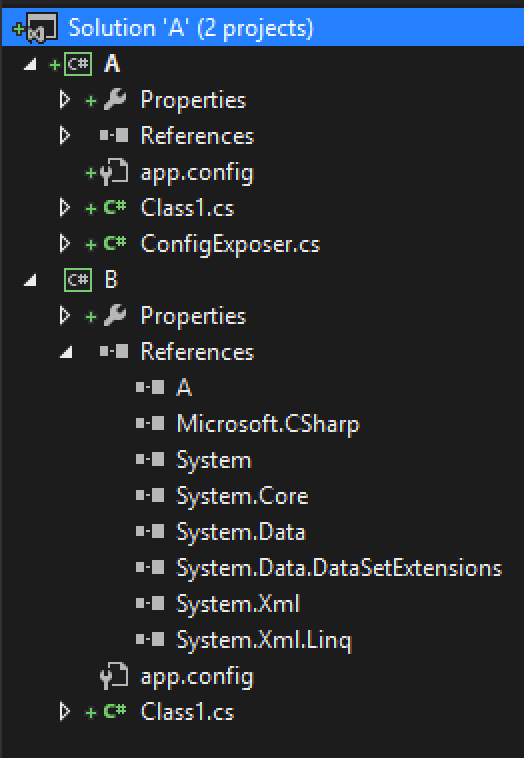 Solution 'A' (2 projects)
C# A
Properties
References
app.config
C# Class1.cs
C# ConfigExposer.cs
C# B
Properties
References
A
Microsoft.CSharp
System
System.Core
System.Data
System.Data.DataSetExtensions
System.Xml
System.Xml.Linq
app.config
C# Class1.cs